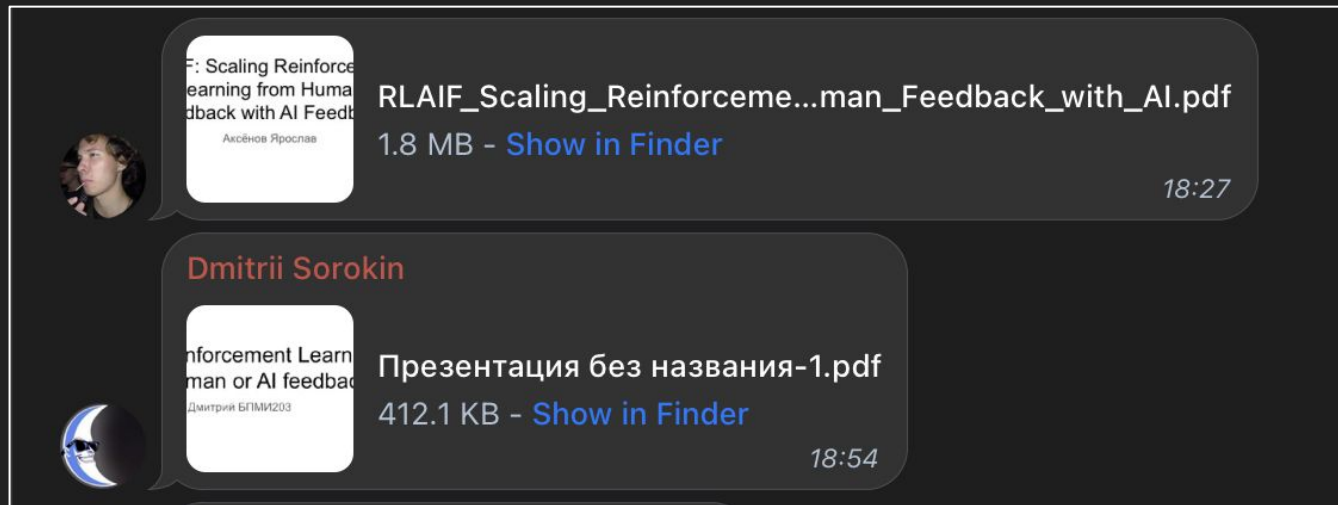 F: Scaling Reinforce
earning from Huma
dback with AI Feedb
Аксёнов Ярослав
RLAIF_Scaling_Reinforceme...man_Feedback_with_AI.pdf
1.8 MB - Show in Finder
18:27
Dmitrii Sorokin
nforcement Learn
man or AI feedbac
Дмитрий БПМИ203
Презентация без названия-1.pdf
412.1 KB - Show in Finder
18:54